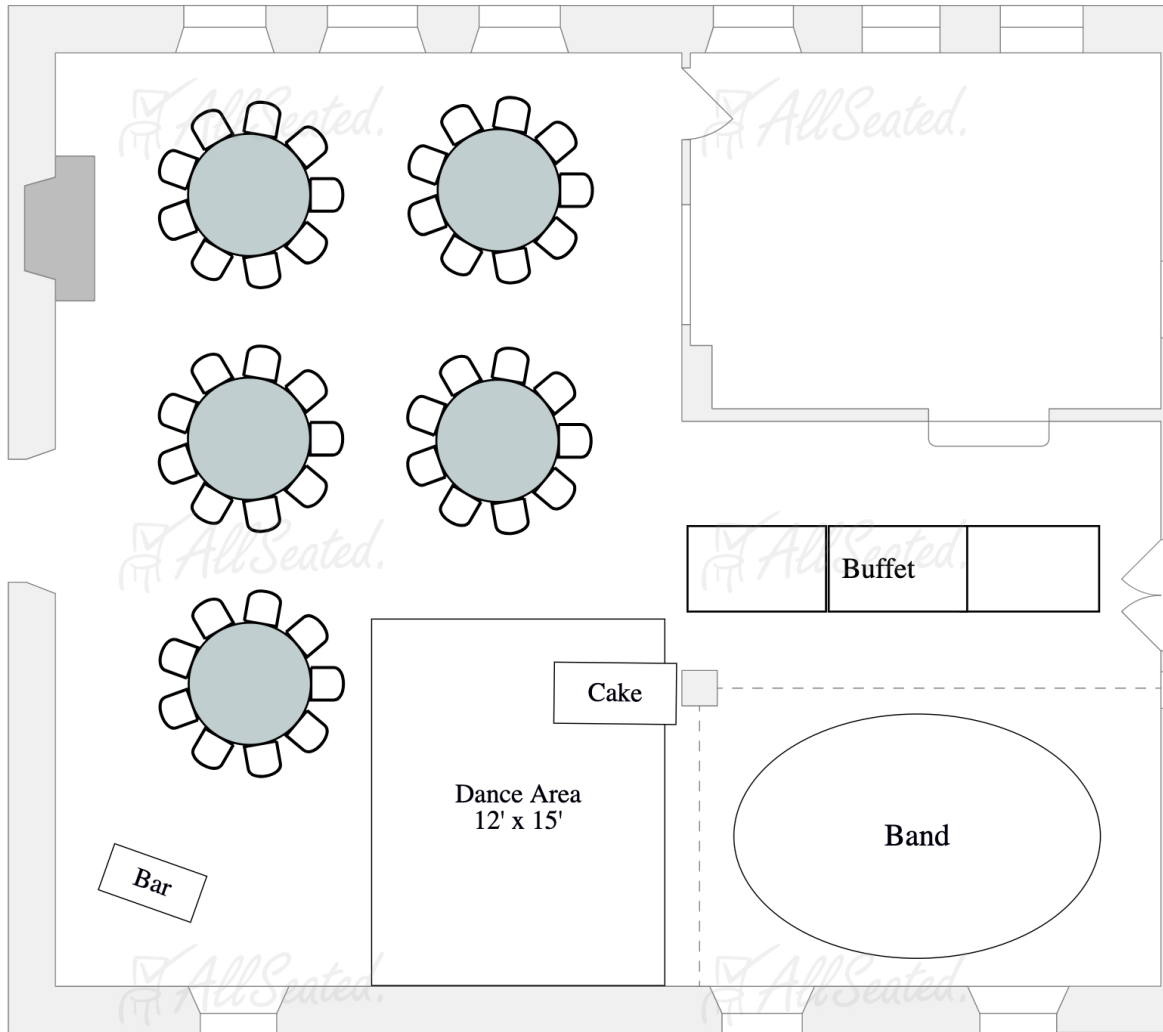 AllSeated.
AllSeated.
AllSeated.
AllSeated.
Buffet
Cake
Dance Area
12' x 15'
Band
Bar
AllSeated.
AllSeated.